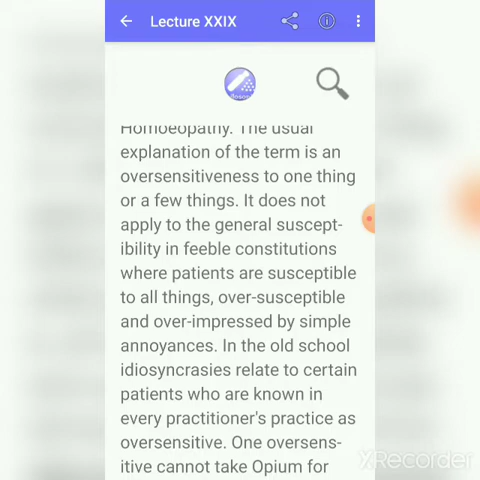 Lecture XXIX
dosage
Homoeopathy. The usual
explanation of the term is an
oversensitiveness to one thing
or a few things. It does not
apply to the general suscept-
ibility in feeble constitutions
where patients are susceptible
to all things, over-susceptible
and over-impressed by simple
annoyances. In the old school
idiosyncrasies relate to certain
patients who are known in
every practitioner's practice as
oversensitive. One oversens-
itive cannot take Opium for
XRecorder